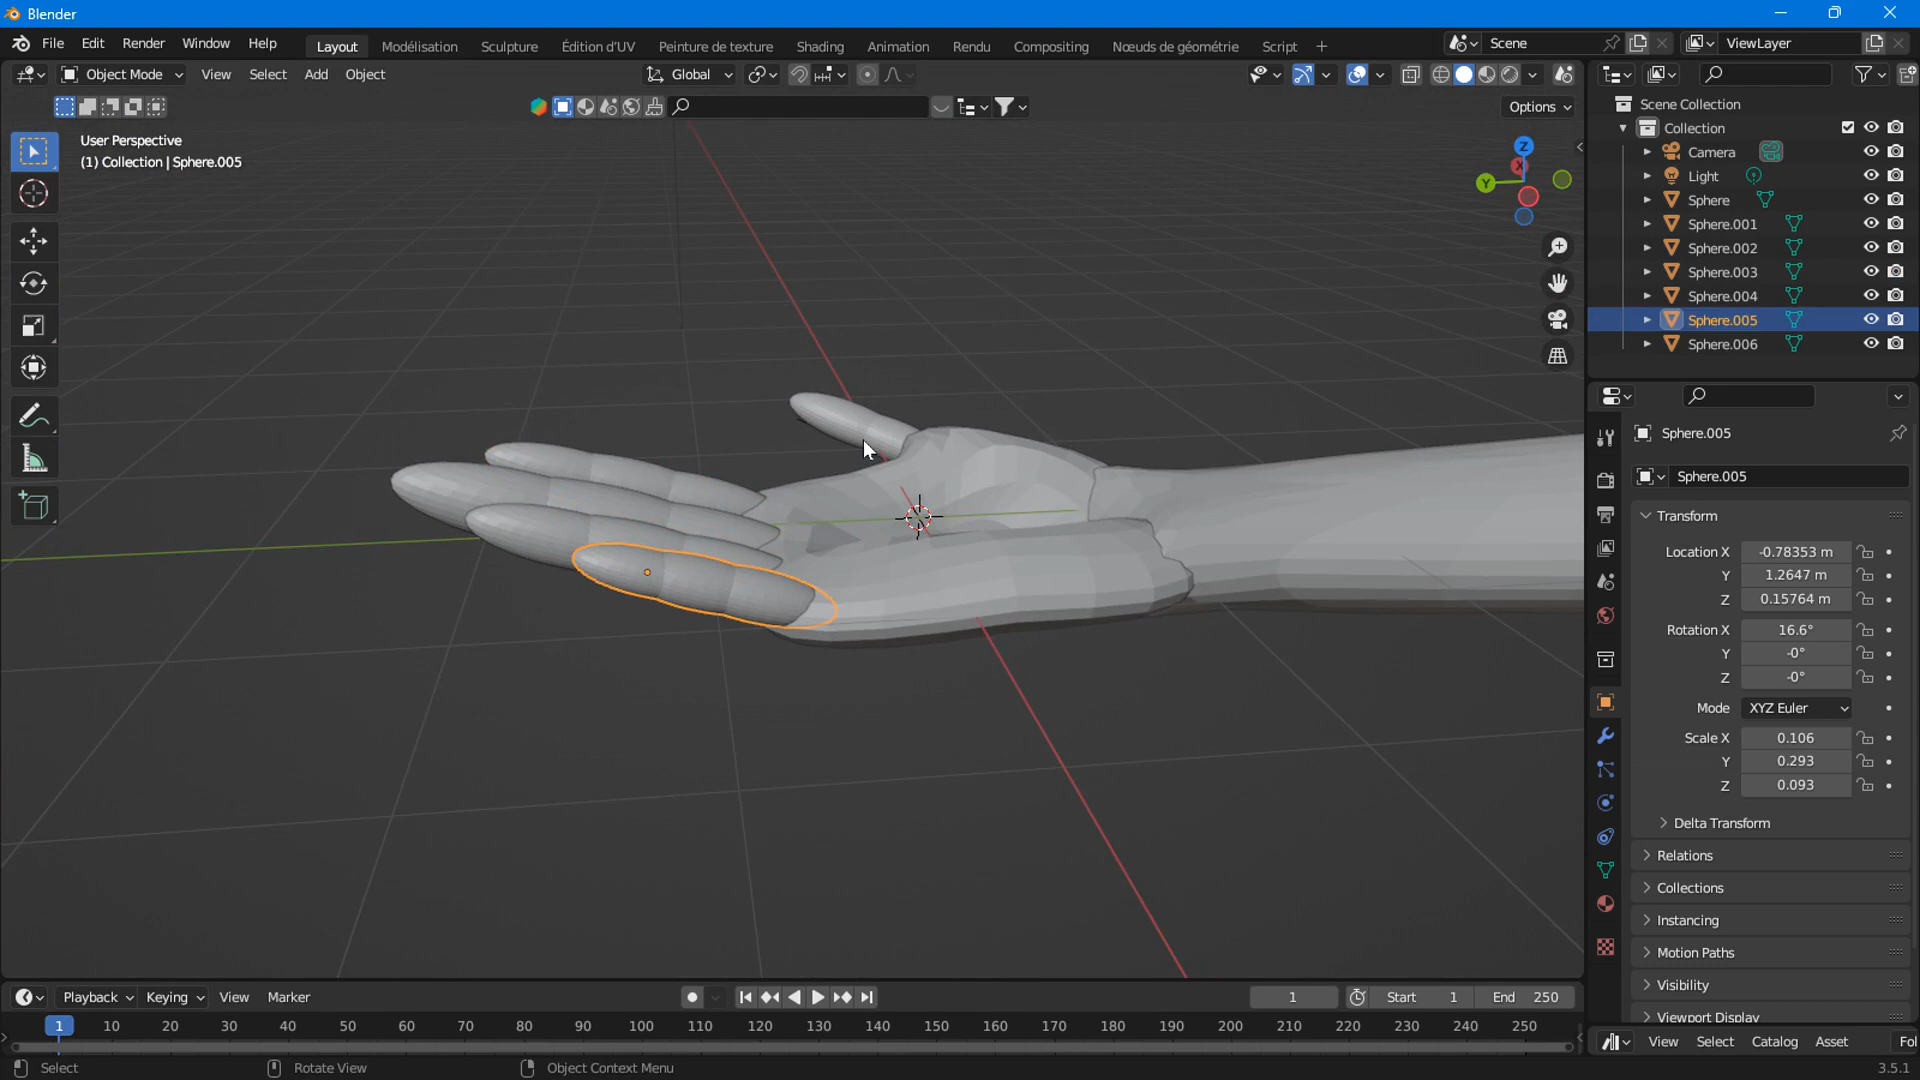 Blender
File Edit Render Window Help Layout Modélisation Sculpture Édition d'UV Peinture de texture Shading Animation Rendu Compositing Nœuds de géométrie Script + Scene ViewLayer
Object Mode View Select Add Object Global
Options
User Perspective
(1) Collection | Sphere.005
Z
X
Y
Scene Collection
Collection
Camera
Light
Sphere
Sphere.001
Sphere.002
Sphere.003
Sphere.004
Sphere.005
Sphere.006
Sphere.005
Sphere.005
Transform
Location X -0.78353 m
Y 1.2647 m
Z 0.15764 m
Rotation X 16.6°
Y -0°
Z -0°
Mode XYZ Euler
Scale X 0.106
Y 0.293
Z 0.093
Delta Transform
Relations
Collections
Instancing
Motion Paths
Visibility
Viewport Display
Playback Keying View Marker 1 Start 1 End 250
1 10 20 30 40 50 60 70 80 90 100 110 120 130 140 150 160 170 180 190 200 210 220 230 240 250
View Select Catalog Asset Fol
Select Rotate View Object Context Menu 3.5.1